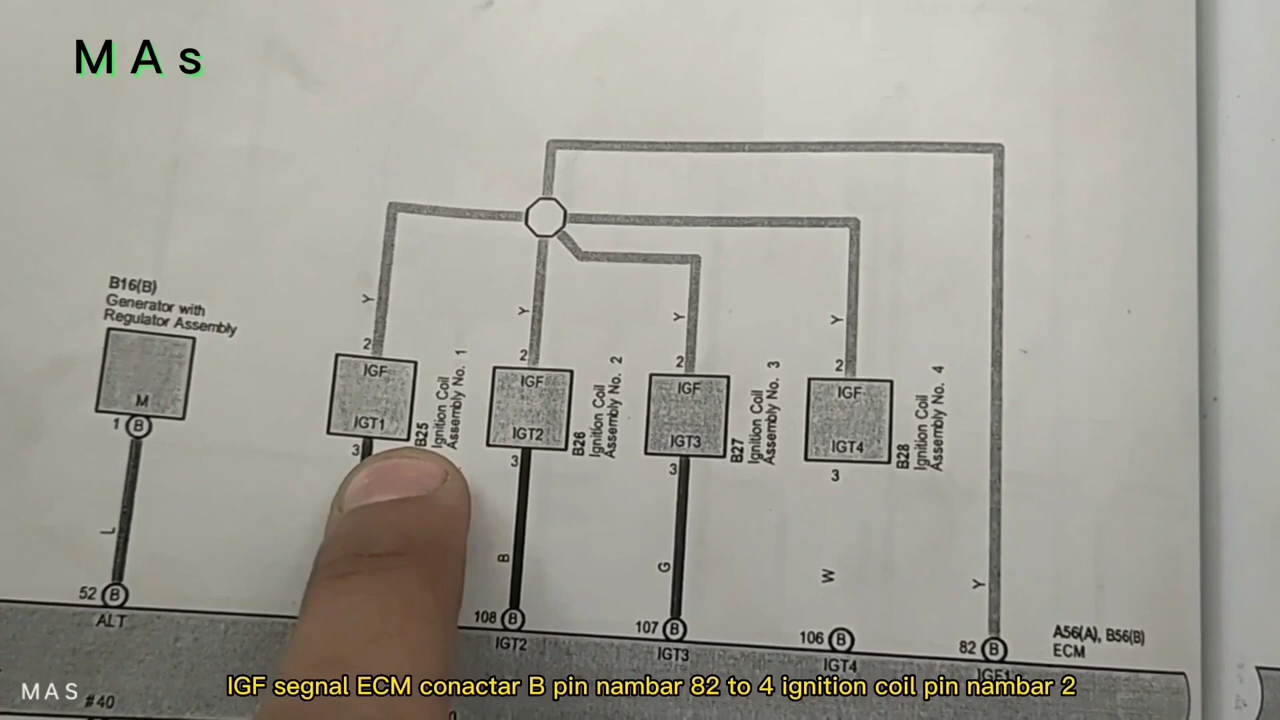 M A s
B16(B)
Generator with
Regulator Assembly
M
1 B
L
52 B
ALT
Y
2
IGF
IGT1
3
B25
Ignition Coil
Assembly No. 1
Y
2
IGF
IGT2
3
B26
Ignition Coil
Assembly No. 2
B
108 B
IGT2
Y
2
IGF
IGT3
3
B27
Ignition Coil
Assembly No. 3
G
107 B
IGT3
Y
2
IGF
IGT4
3
B28
Ignition Coil
Assembly No. 4
W
106 B
IGT4
Y
82 B
IGF1
A56(A), B56(B)
ECM
IGF segnal ECM conactar B pin nambar 82 to 4 ignition coil pin nambar 2
MAS
#40